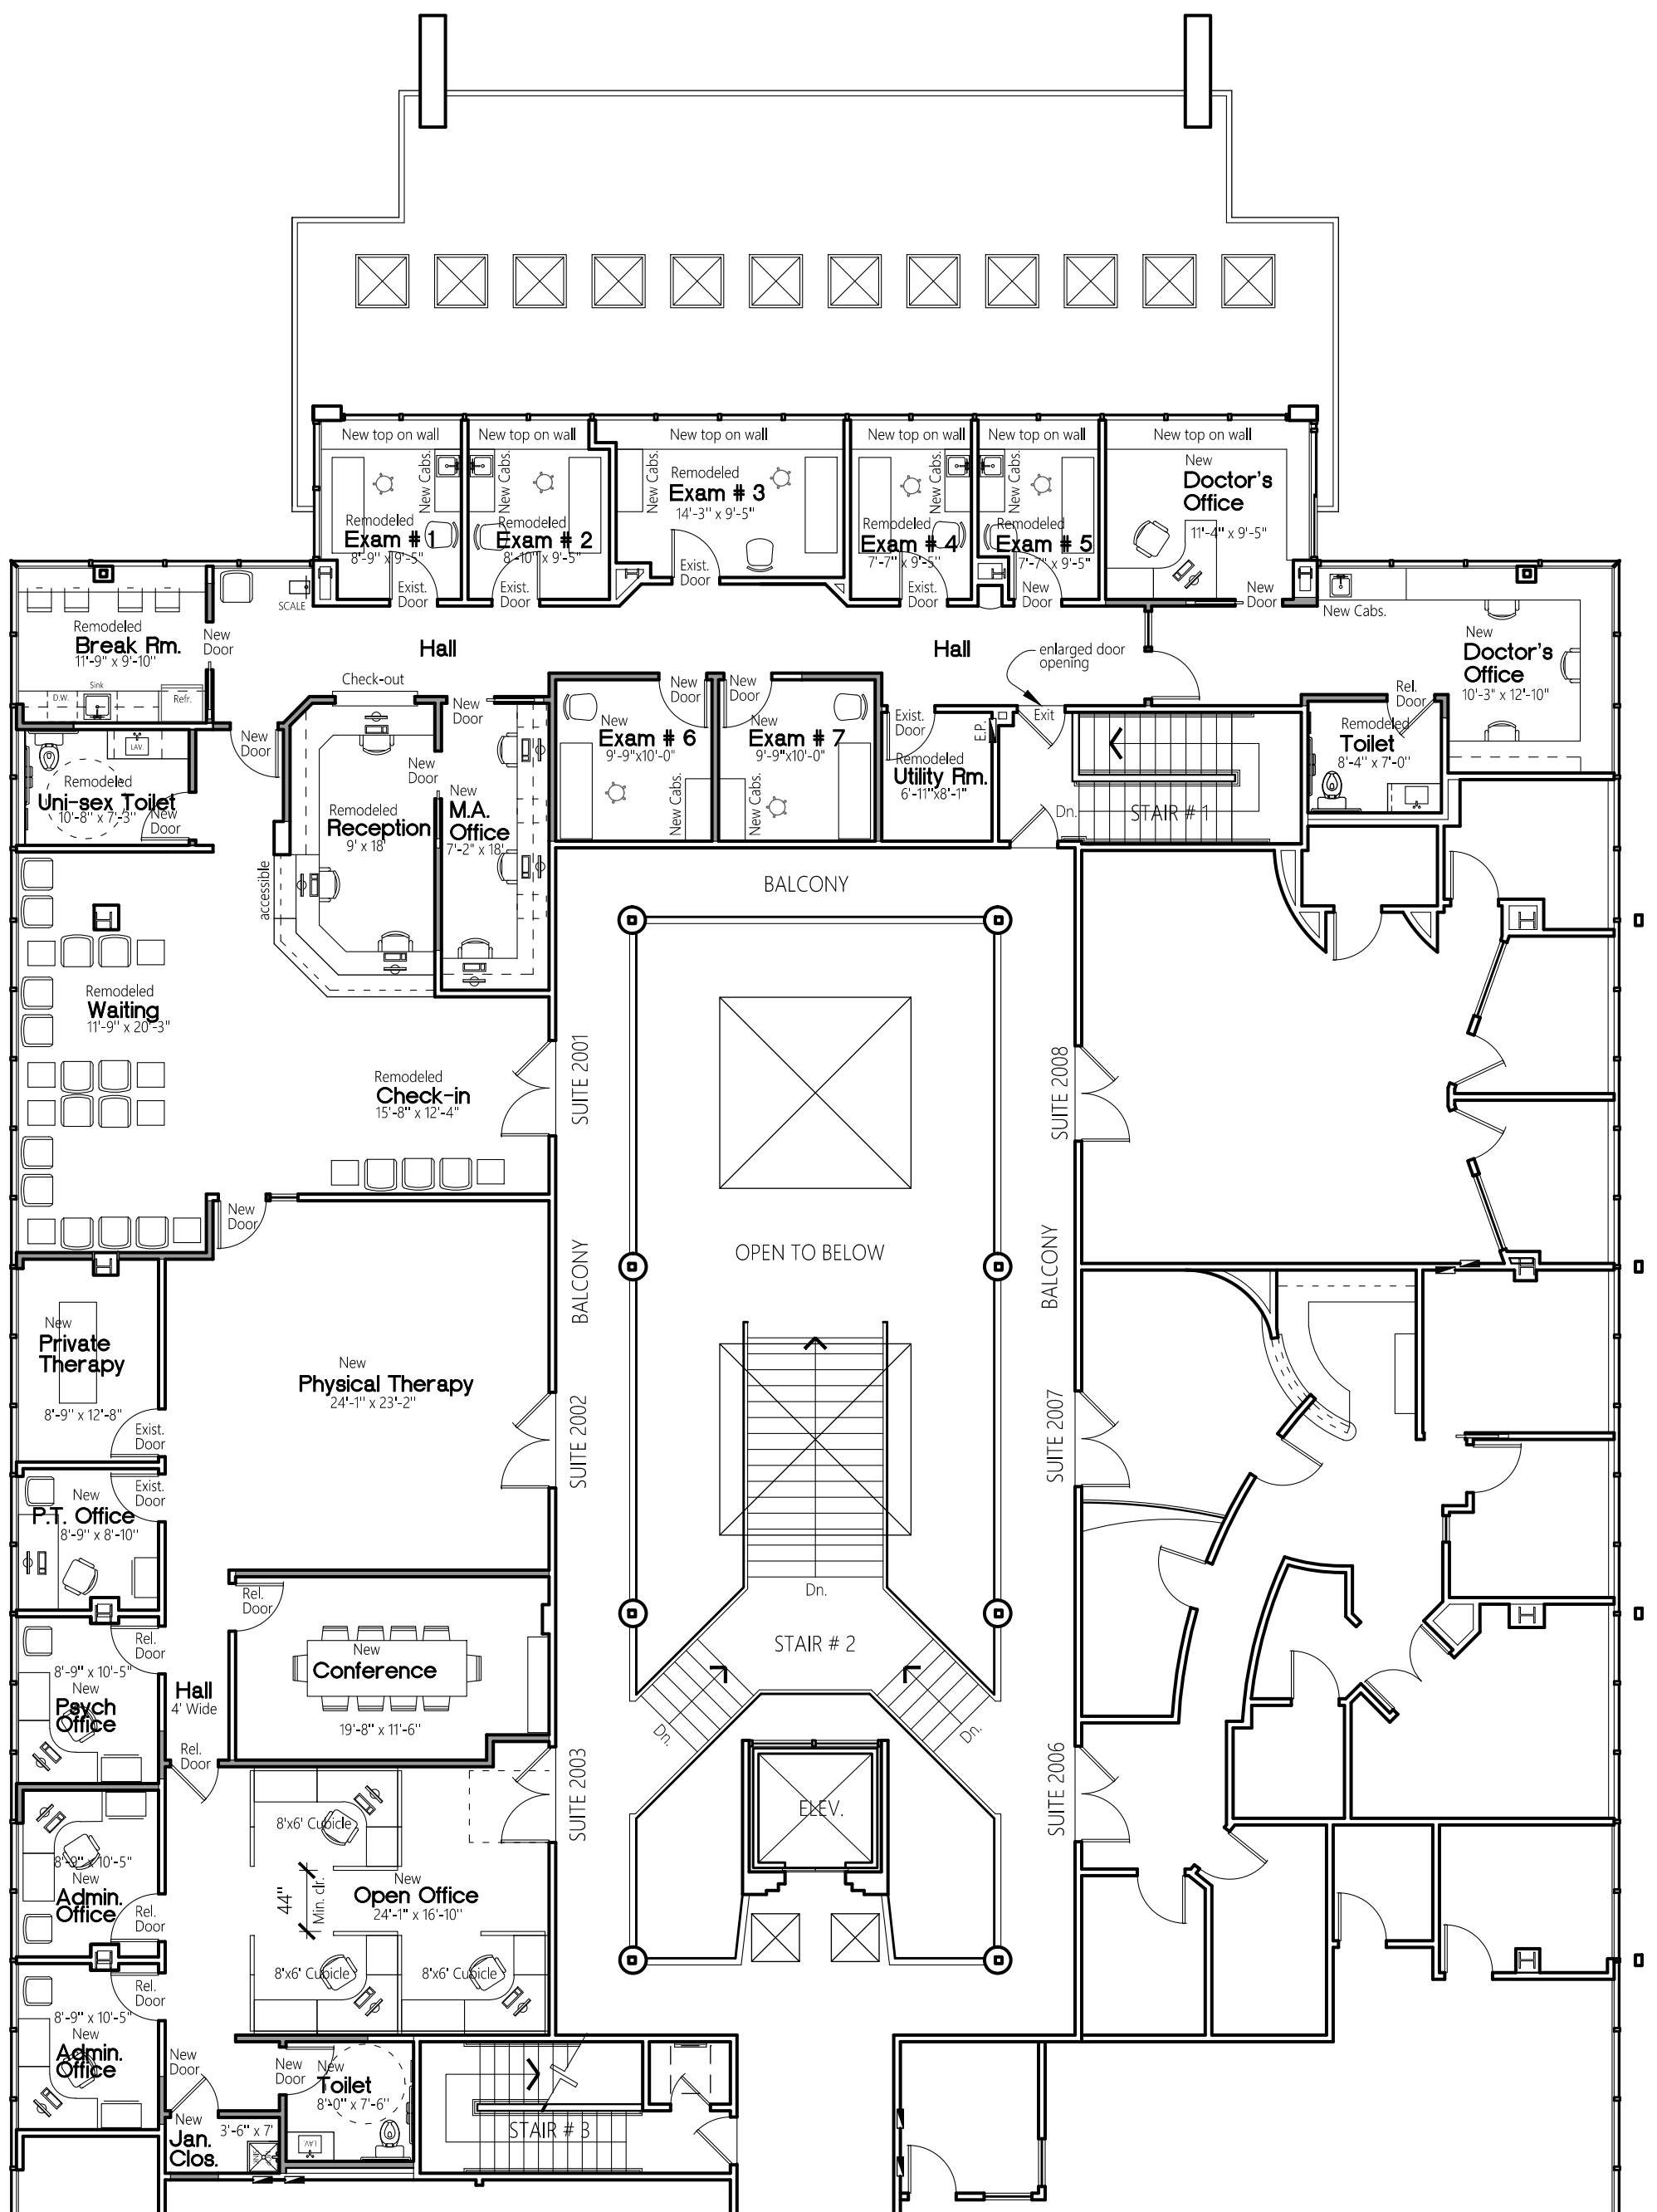 New top on wall
New top on wall
New top on wall
New top on wall
New top on wall
New top on wall
New Cabs.
Remodeled
Exam # 1
8'-9" x 9'-5"
Exist.
Door
New Cabs.
Remodeled
Exam # 2
8'-10" x 9'-5"
Exist.
Door
New Cabs.
Remodeled
Exam # 3
14'-3" x 9'-5"
Exist.
Door
New Cabs.
Remodeled
Exam # 4
7'-7" x 9'-5"
Exist.
Door
New Cabs.
Remodeled
Exam # 5
7'-7" x 9'-5"
New
Door
New
Doctor's
Office
11'-4" x 9'-5"
New
Door
SCALE
Remodeled
Break Rm.
11'-9" x 9'-10"
New
Door
D.W.
Sink
Refr.
Hall
Hall
enlarged door
opening
Exit
New Cabs.
New
Doctor's
Office
10'-3" x 12'-10"
Rel.
Door
Remodeled
Toilet
8'-4" x 7'-0"
Check-out
New
Door
New
Door
LAV.
Remodeled
Uni-sex Toilet
10'-8" x 7'-3"
New
Door
Remodeled
Reception
9' x 18'
New
Door
New
M.A.
Office
7'-2" x 18'
accessible
New
Door
New
Exam # 6
9'-9"x10'-0"
New Cabs.
New
Door
New
Exam # 7
9'-9"x10'-0"
New Cabs.
Exist.
Door
Remodeled
Utility Rm.
6'-11"x8'-1"
E.P.
Dn.
STAIR # 1
BALCONY
Remodeled
Waiting
11'-9" x 20'-3"
Remodeled
Check-in
15'-8" x 12'-4"
SUITE 2001
SUITE 2008
New
Door
OPEN TO BELOW
BALCONY
BALCONY
New
Private
Therapy
8'-9" x 12'-8"
Exist.
Door
New
Physical Therapy
24'-1" x 23'-2"
SUITE 2002
SUITE 2007
Exist.
Door
New
P.T. Office
8'-9" x 8'-10"
Dn.
STAIR # 2
Dn.
Dn.
Rel.
Door
New
Conference
19'-8" x 11'-6"
Rel.
Door
8'-9" x 10'-5"
New
Psych
Office
Hall
4' Wide
Rel.
Door
SUITE 2003
SUITE 2006
ELEV.
8'x6' Cubicle
8'-9" x 10'-5"
New
Admin.
Office
Rel.
Door
44"
Min. clr.
New
Open Office
24'-1" x 16'-10"
8'x6' Cubicle
8'x6' Cubicle
Rel.
Door
8'-9" x 10'-5"
New
Admin.
Office
New
Door
New
Door
New
Toilet
8'-0" x 7'-6"
LAV.
New
Jan.
Clos.
3'-6" x 7'
STAIR # 3